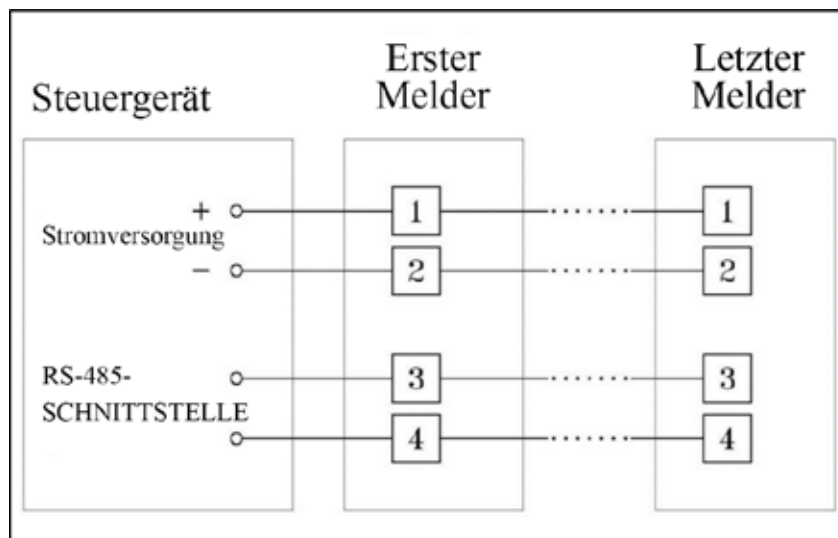 Steuergerät
Erster
Melder
Letzter
Melder
+
Stromversorgung
−
1
1
2
2
RS-485-
SCHNITTSTELLE
3
3
4
4